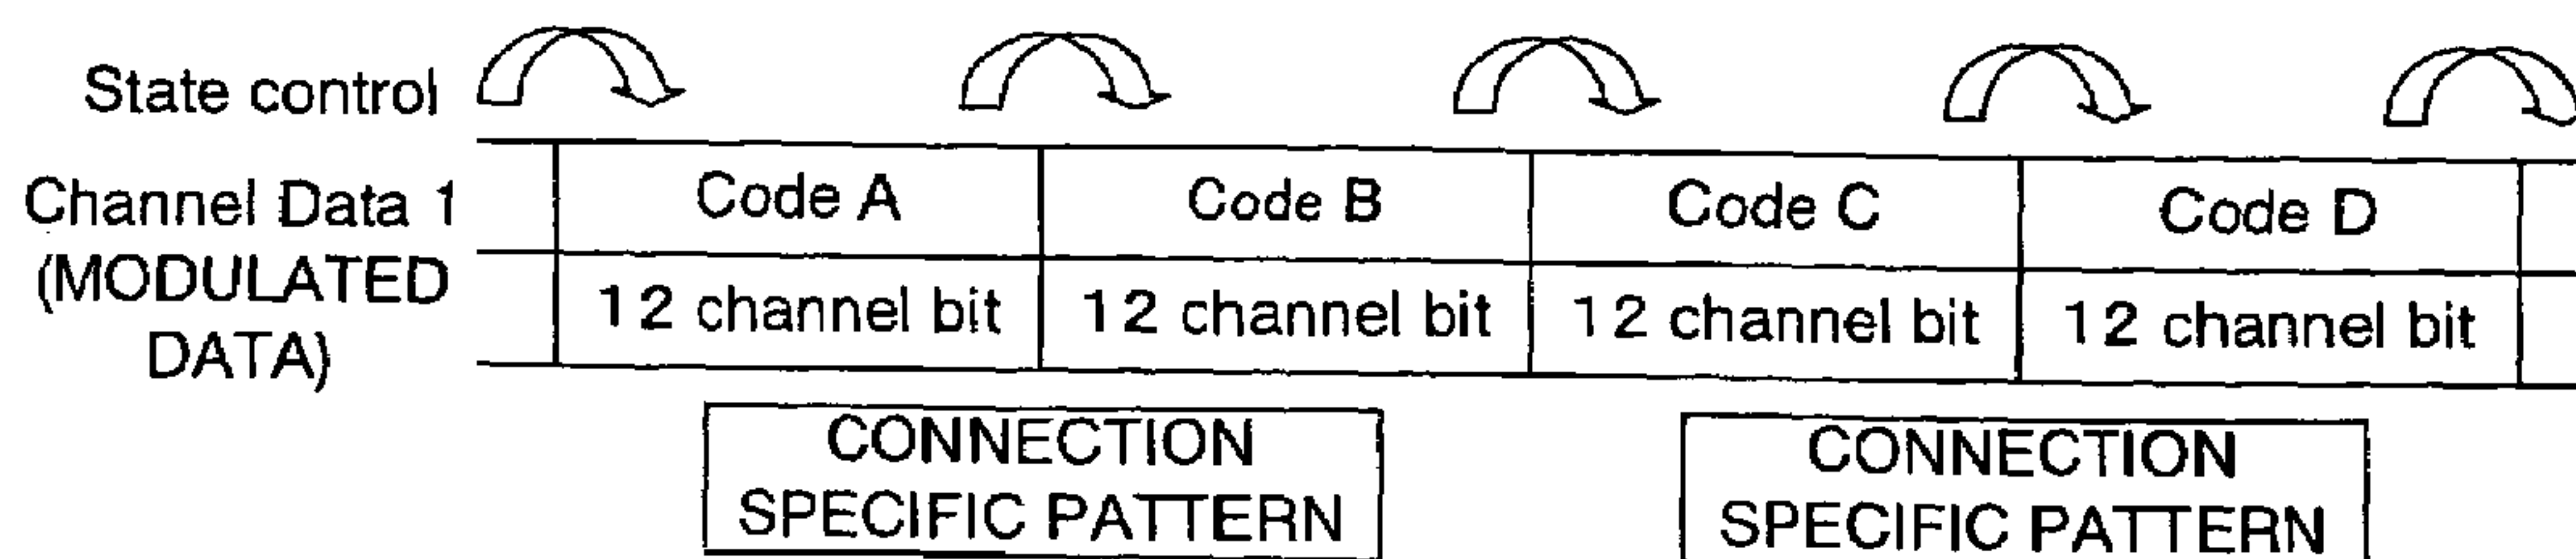 State control
Channel Data 1
(MODULATED
DATA)
Code A Code B Code C Code D
12 channel bit 12 channel bit 12 channel bit 12 channel bit
CONNECTION
SPECIFIC PATTERN
CONNECTION
SPECIFIC PATTERN